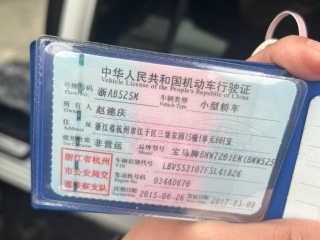 中华人民共和国机动车行驶证
Vehicle License of the People's Republic of China
号牌号码 浙A8S25M 车辆类型 小型轿车
Vehicle Type
所有人 赵建庆
Owner
住址 浙江省杭州市江干区三里家园15幢1单元601室
使用性质 非营运 品牌型号 宝马牌BMW7201EM(BMW525
浙江省杭州
市公安局交
通警察支队
车辆识别代号 LBV5S3107FSL41826
发动机号码 03440670
注册日期 2015-06-26 发证日期 2017-03-09